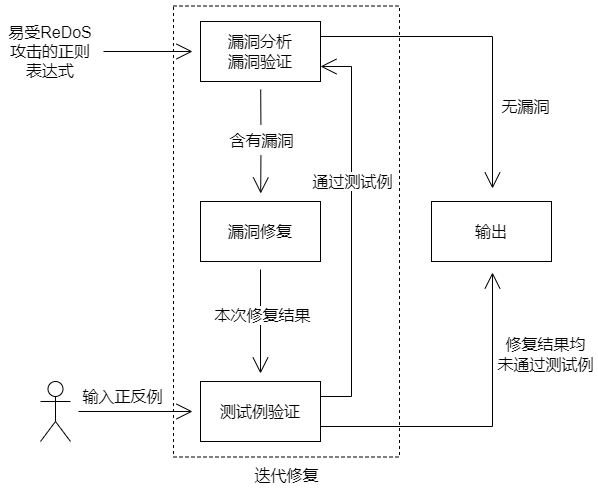 易受ReDoS
攻击的正则
表达式
漏洞分析
漏洞验证
无漏洞
含有漏洞
通过测试例
漏洞修复
输出
本次修复结果
修复结果均
未通过测试例
输入正反例
测试例验证
迭代修复